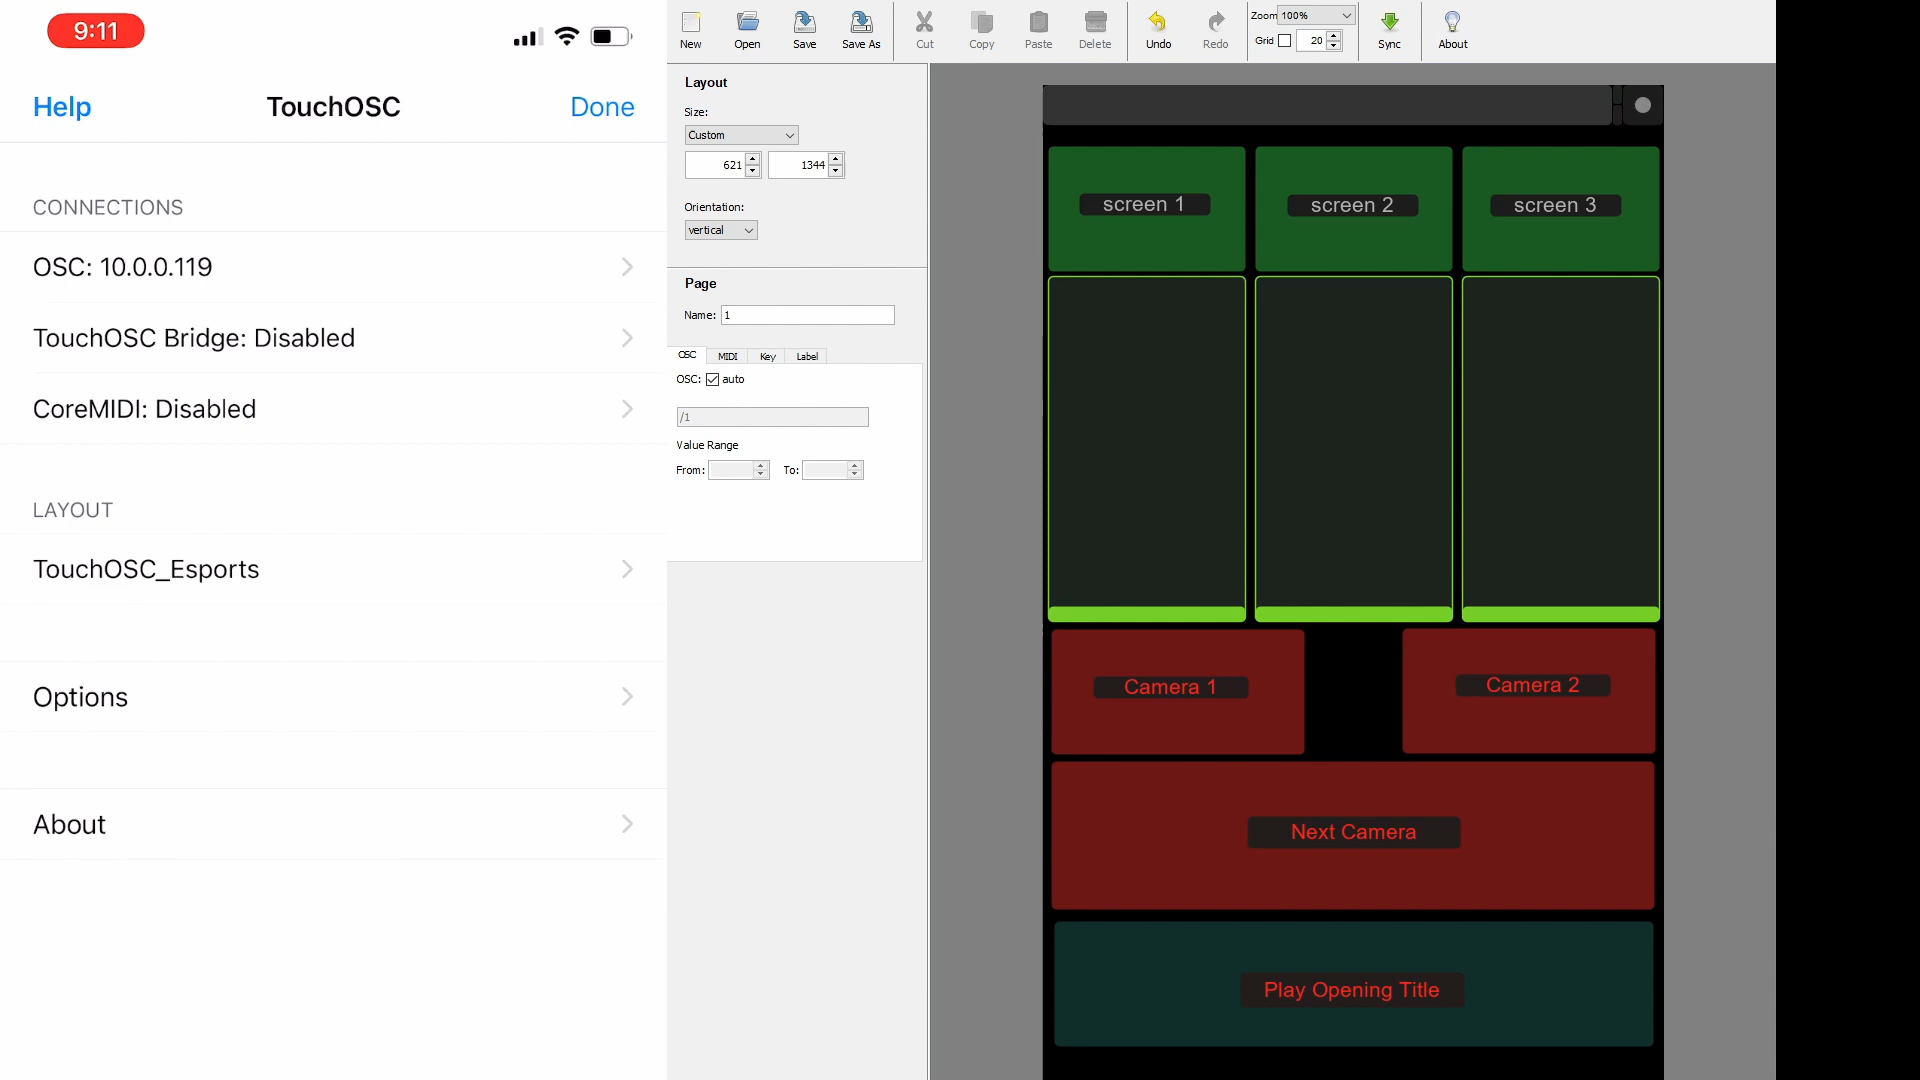 9:11
Help
TouchOSC
Done
CONNECTIONS
OSC: 10.0.0.119
TouchOSC Bridge: Disabled
CoreMIDI: Disabled
LAYOUT
TouchOSC_Esports
Options
About
New
Open
Save
Save As
Cut
Copy
Paste
Delete
Undo
Redo
Zoom 100%
Grid 20
Sync
About
Layout
Size:
Custom
621 1344
Orientation:
vertical
Page
Name: 1
OSC MIDI Key Label
OSC: auto
/1
Value Range
From: To:
screen 1
screen 2
screen 3
Camera 1
Camera 2
Next Camera
Play Opening Title